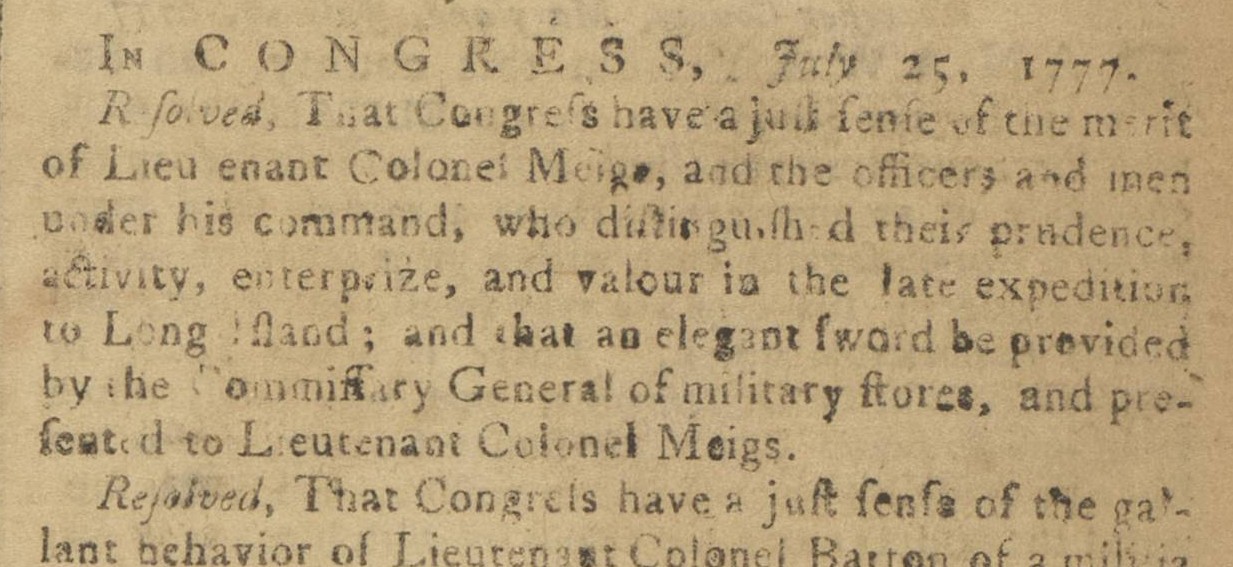 IN CONGRESS, July 25, 1777.
Reſolved, That Congreſs have a juſt ſenſe of the merit
of Lieutenant Colonel Meigs, and the officers and men
under his command, who diſtinguiſhed their prudence,
activity, enterprize, and valour in the late expedition
to Long Iſland; and that an elegant ſword be provided
by the Commiſſary General of military ſtores, and pre-
ſented to Lieutenant Colonel Meigs.
Reſolved, That Congreſs have a juſt ſenſe of the gal-
lant behavior of Lieutenant Colonel Barton of a militia